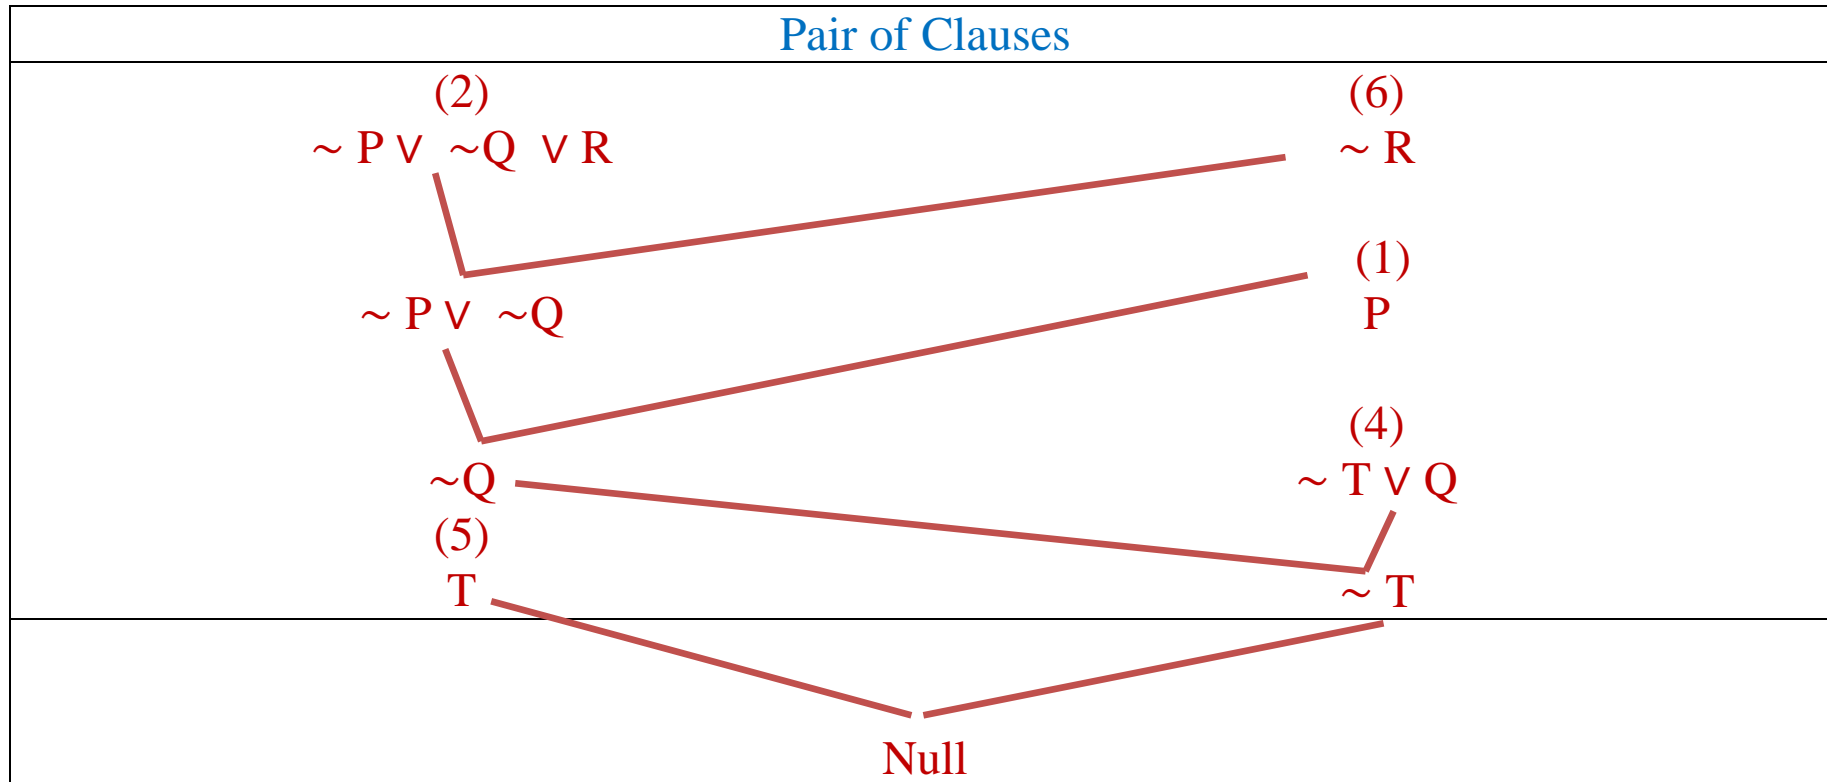 Pair of Clauses
(2) (6)
~ P ∨ ~Q ∨ R ~ R
(1)
~ P ∨ ~Q P
(4)
~Q ~ T ∨ Q
(5)
T ~ T
Null